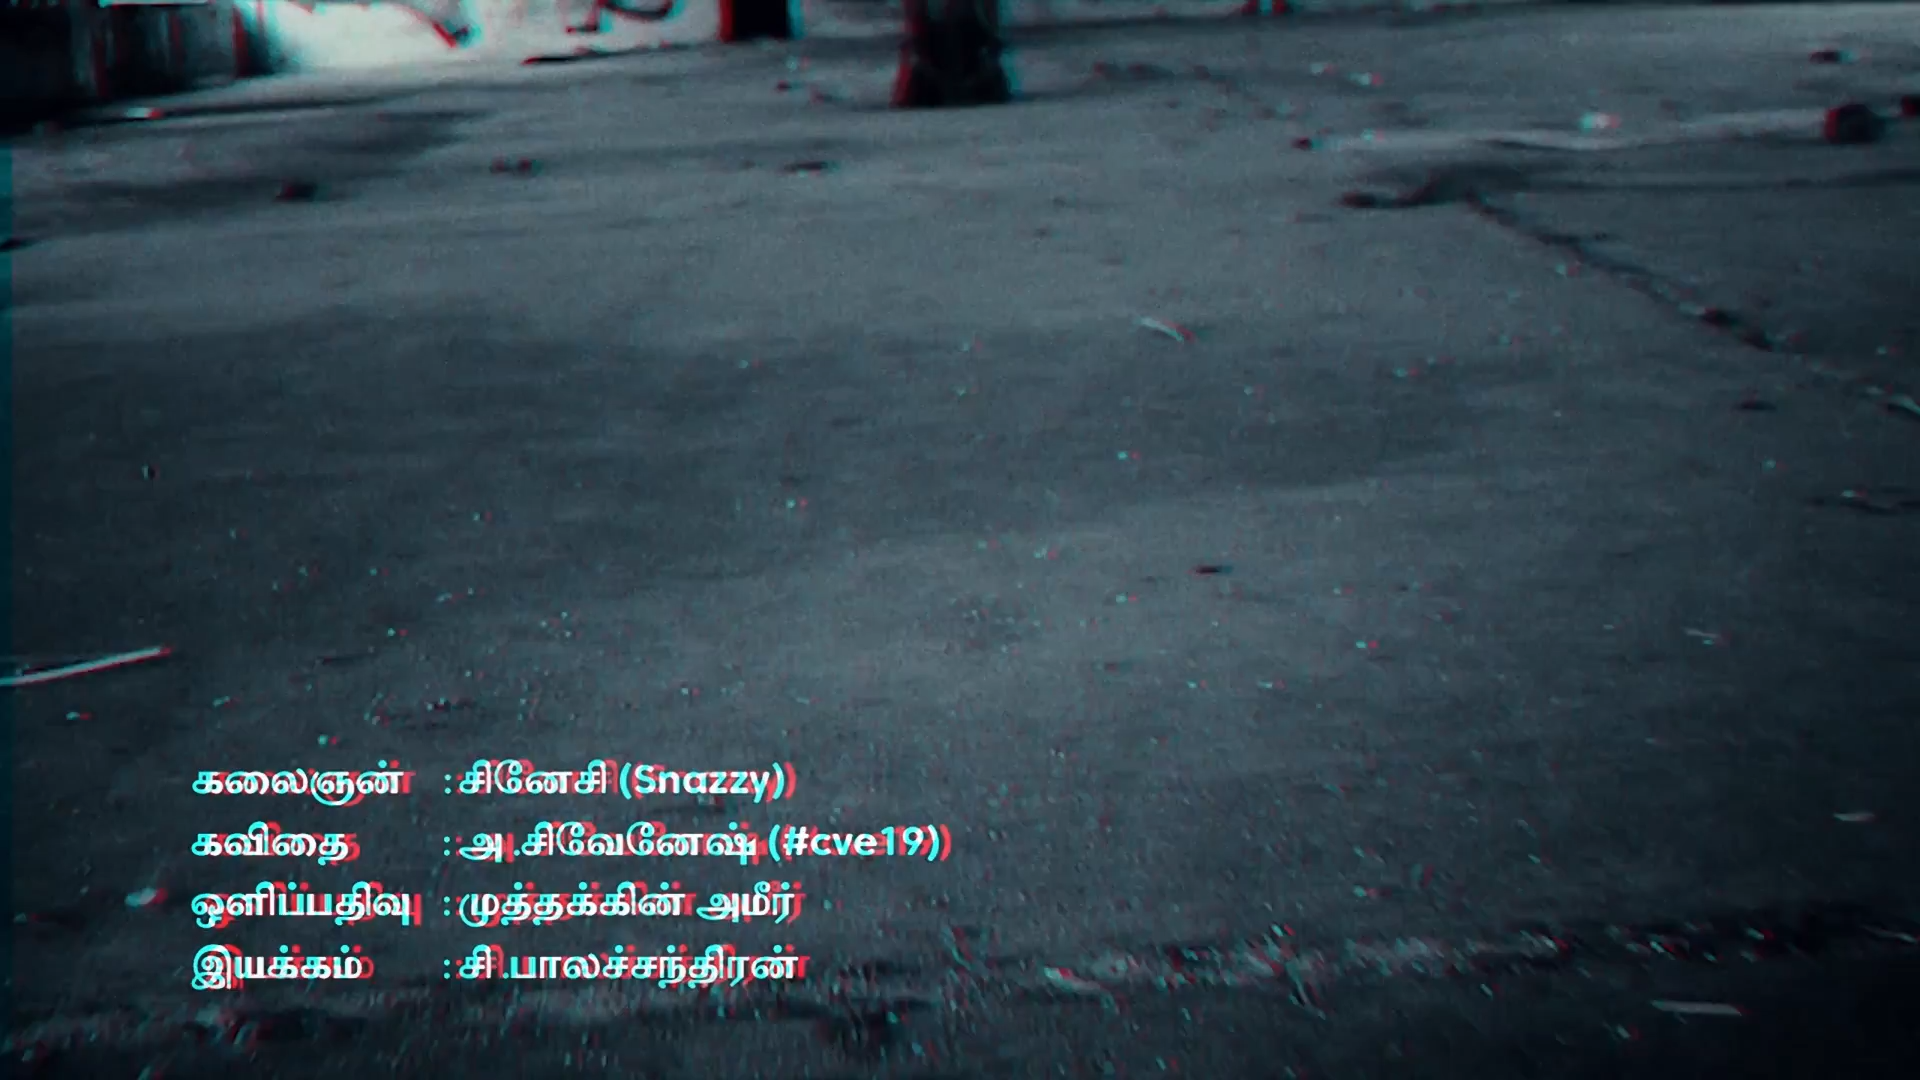 கலைஞன் : சினேசி (Snazzy)
கவிதை : அ.சிவேனேஷ் (#cve19)
ஒளிப்பதிவு : முத்தக்கின் அமீர்
இயக்கம் : சி.பாலச்சந்திரன்